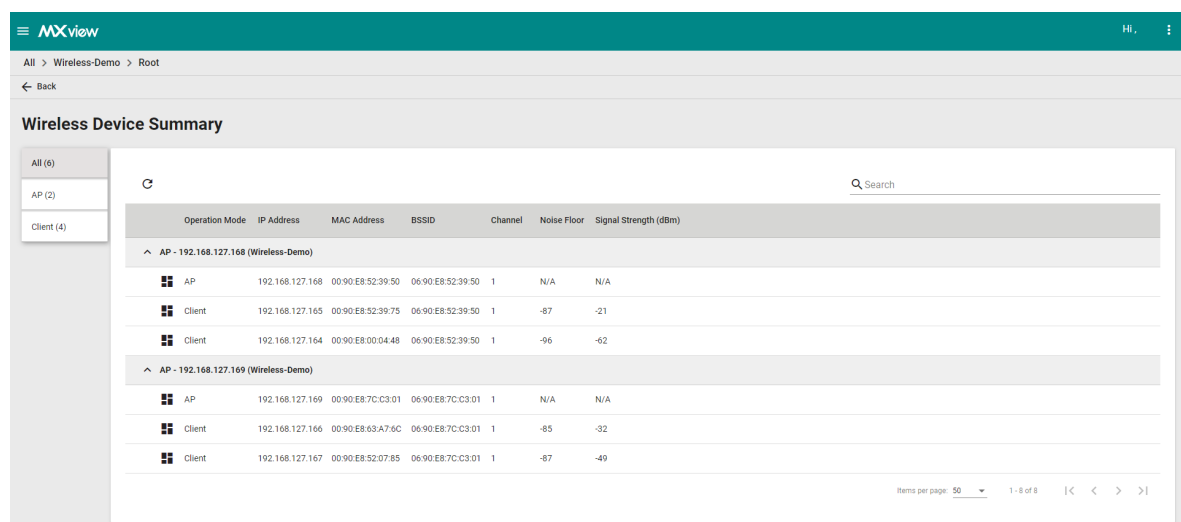 MXview Hi ,
All > Wireless-Demo > Root
← Back
Wireless Device Summary
All (6)
AP (2)
Client (4)
Search
Operation Mode IP Address MAC Address BSSID Channel Noise Floor Signal Strength (dBm)
AP - 192.168.127.168 (Wireless-Demo)
AP 192.168.127.168 00:90:E8:52:39:50 06:90:E8:52:39:50 1 N/A N/A
Client 192.168.127.165 00:90:E8:52:39:75 06:90:E8:52:39:50 1 -87 -21
Client 192.168.127.164 00:90:E8:00:04:48 06:90:E8:52:39:50 1 -96 -62
AP - 192.168.127.169 (Wireless-Demo)
AP 192.168.127.169 00:90:E8:7C:C3:01 06:90:E8:7C:C3:01 1 N/A N/A
Client 192.168.127.166 00:90:E8:63:A7:6C 06:90:E8:7C:C3:01 1 -85 -32
Client 192.168.127.167 00:90:E8:52:07:85 06:90:E8:7C:C3:01 1 -87 -49
Items per page: 50 1 - 8 of 8